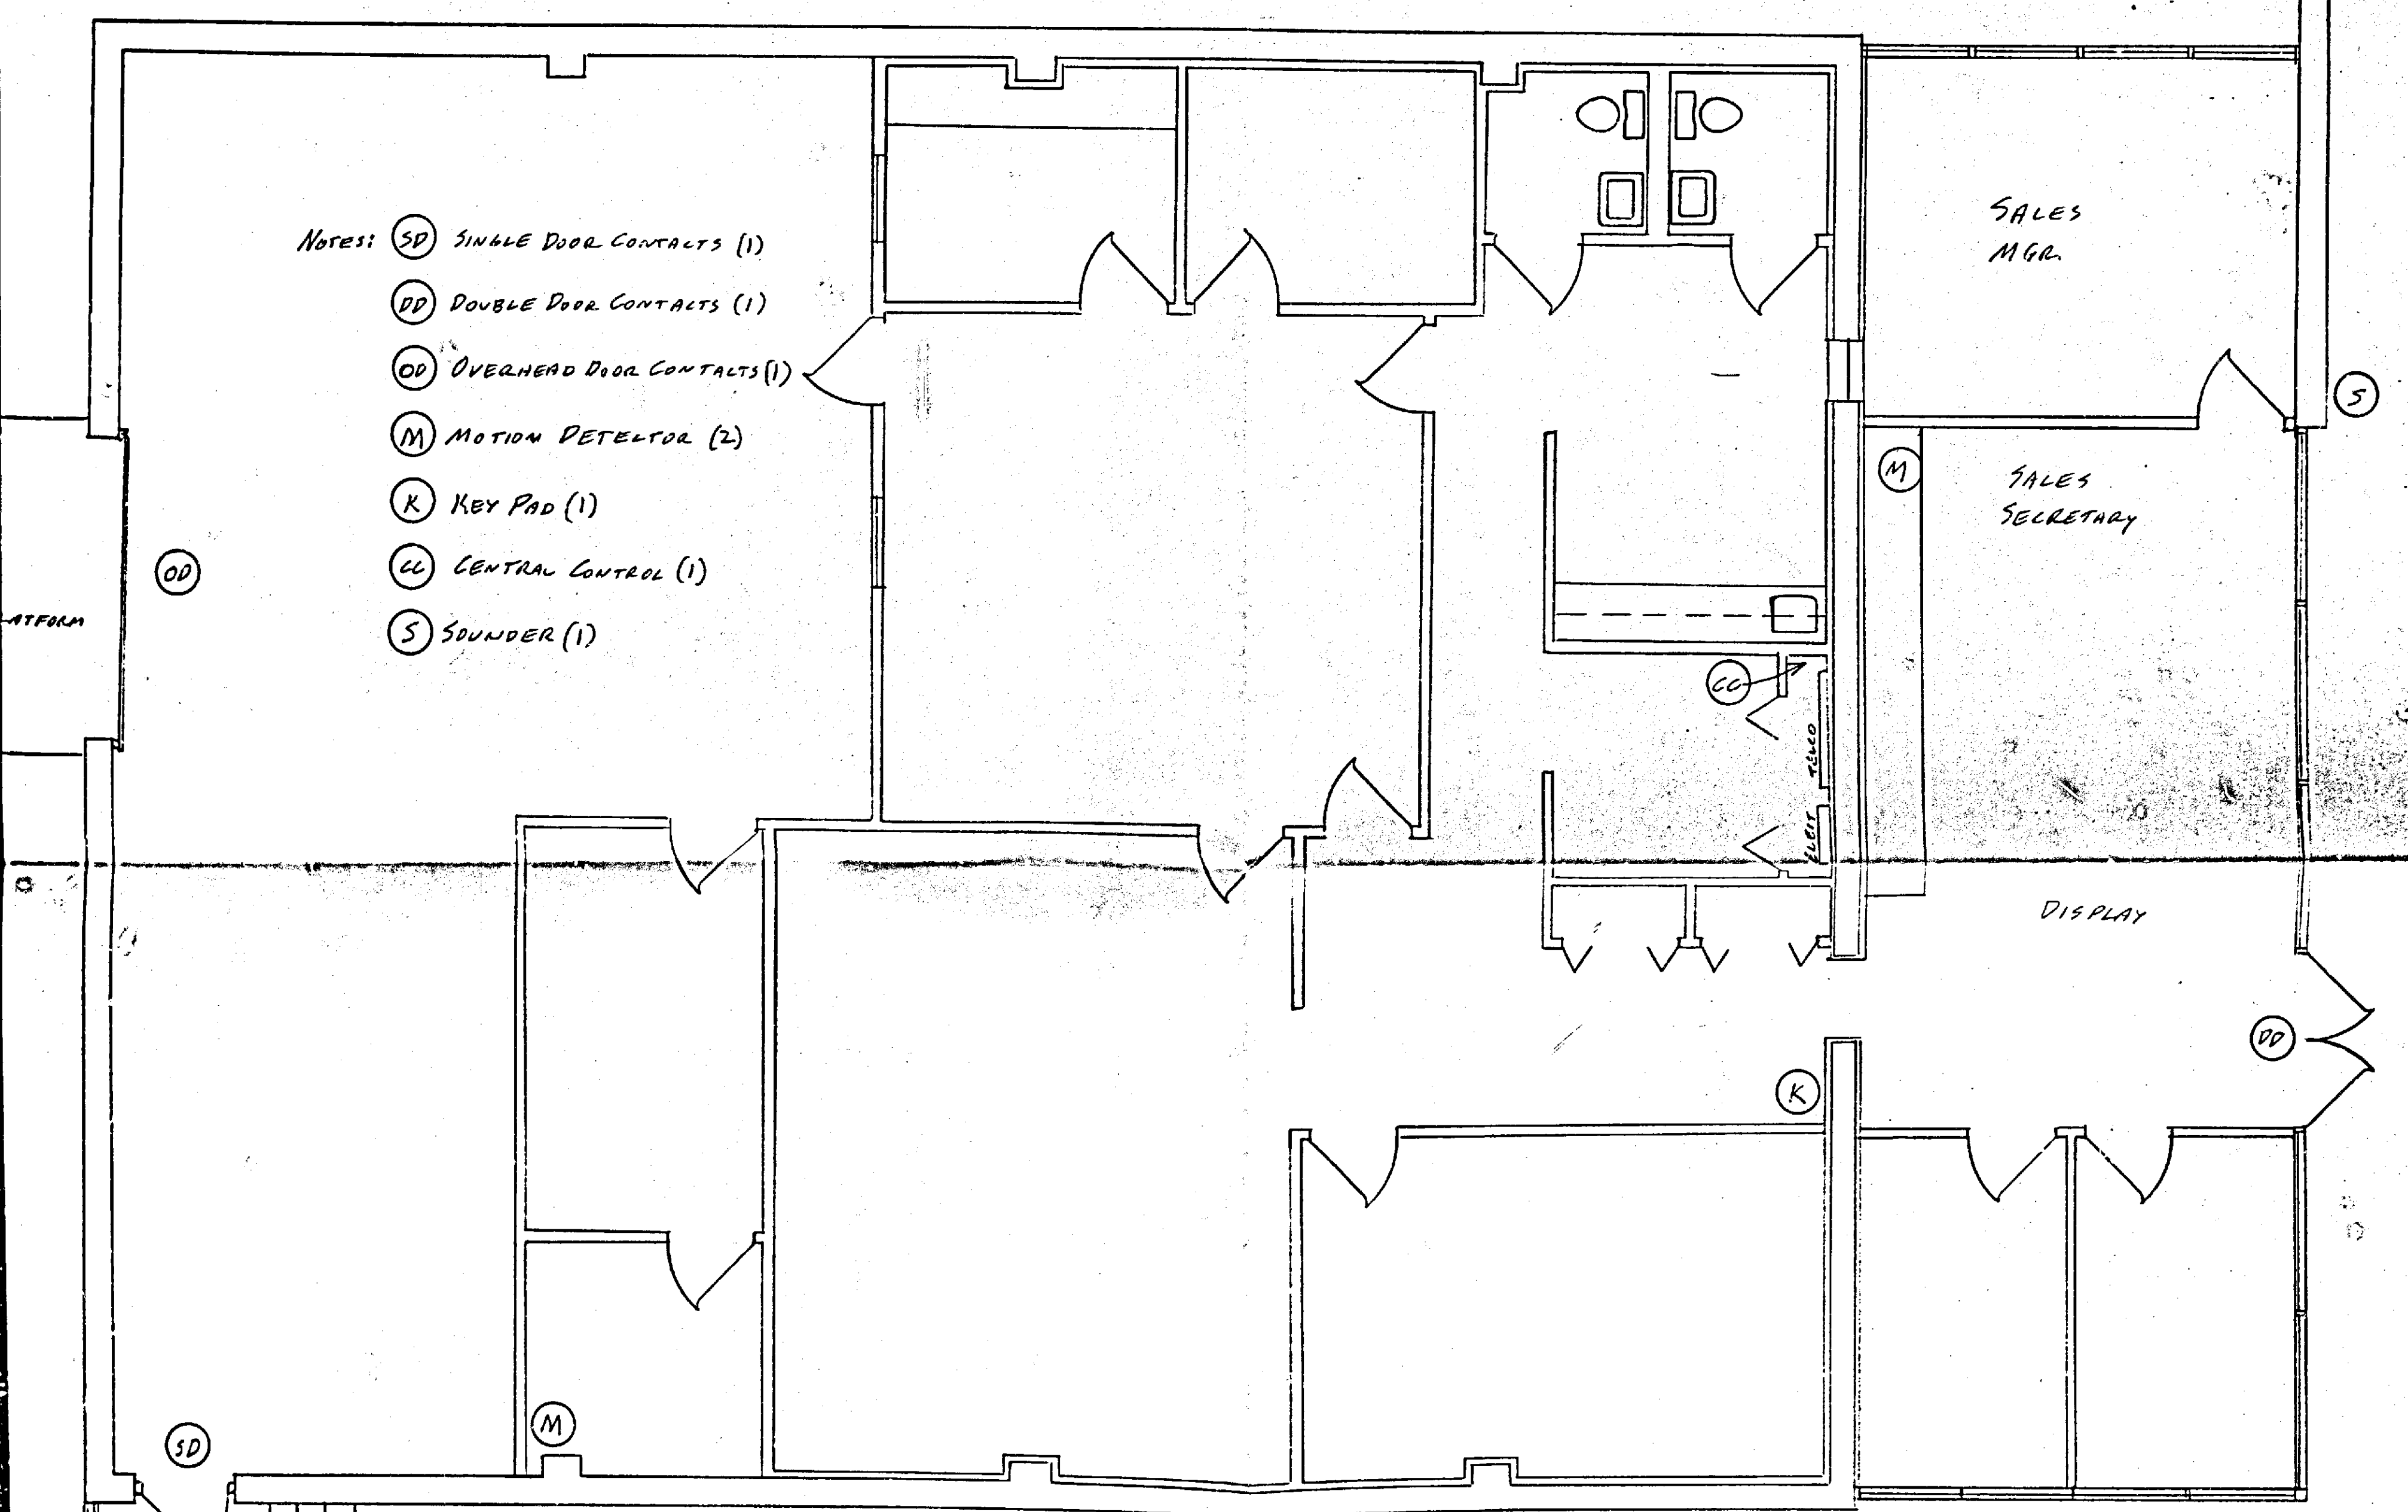 Notes: SD SINGLE DOOR CONTACTS (1)
DD DOUBLE DOOR CONTACTS (1)
OD OVERHEAD DOOR CONTACTS (1)
M MOTION DETECTOR (2)
K KEY PAD (1)
CC CENTRAL CONTROL (1)
S SOUNDER (1)
SALES
MGR.
S
M
SALES
SECRETARY
OD
ATFORM
CC
TELCO
DISPLAY
DD
K
M
SD